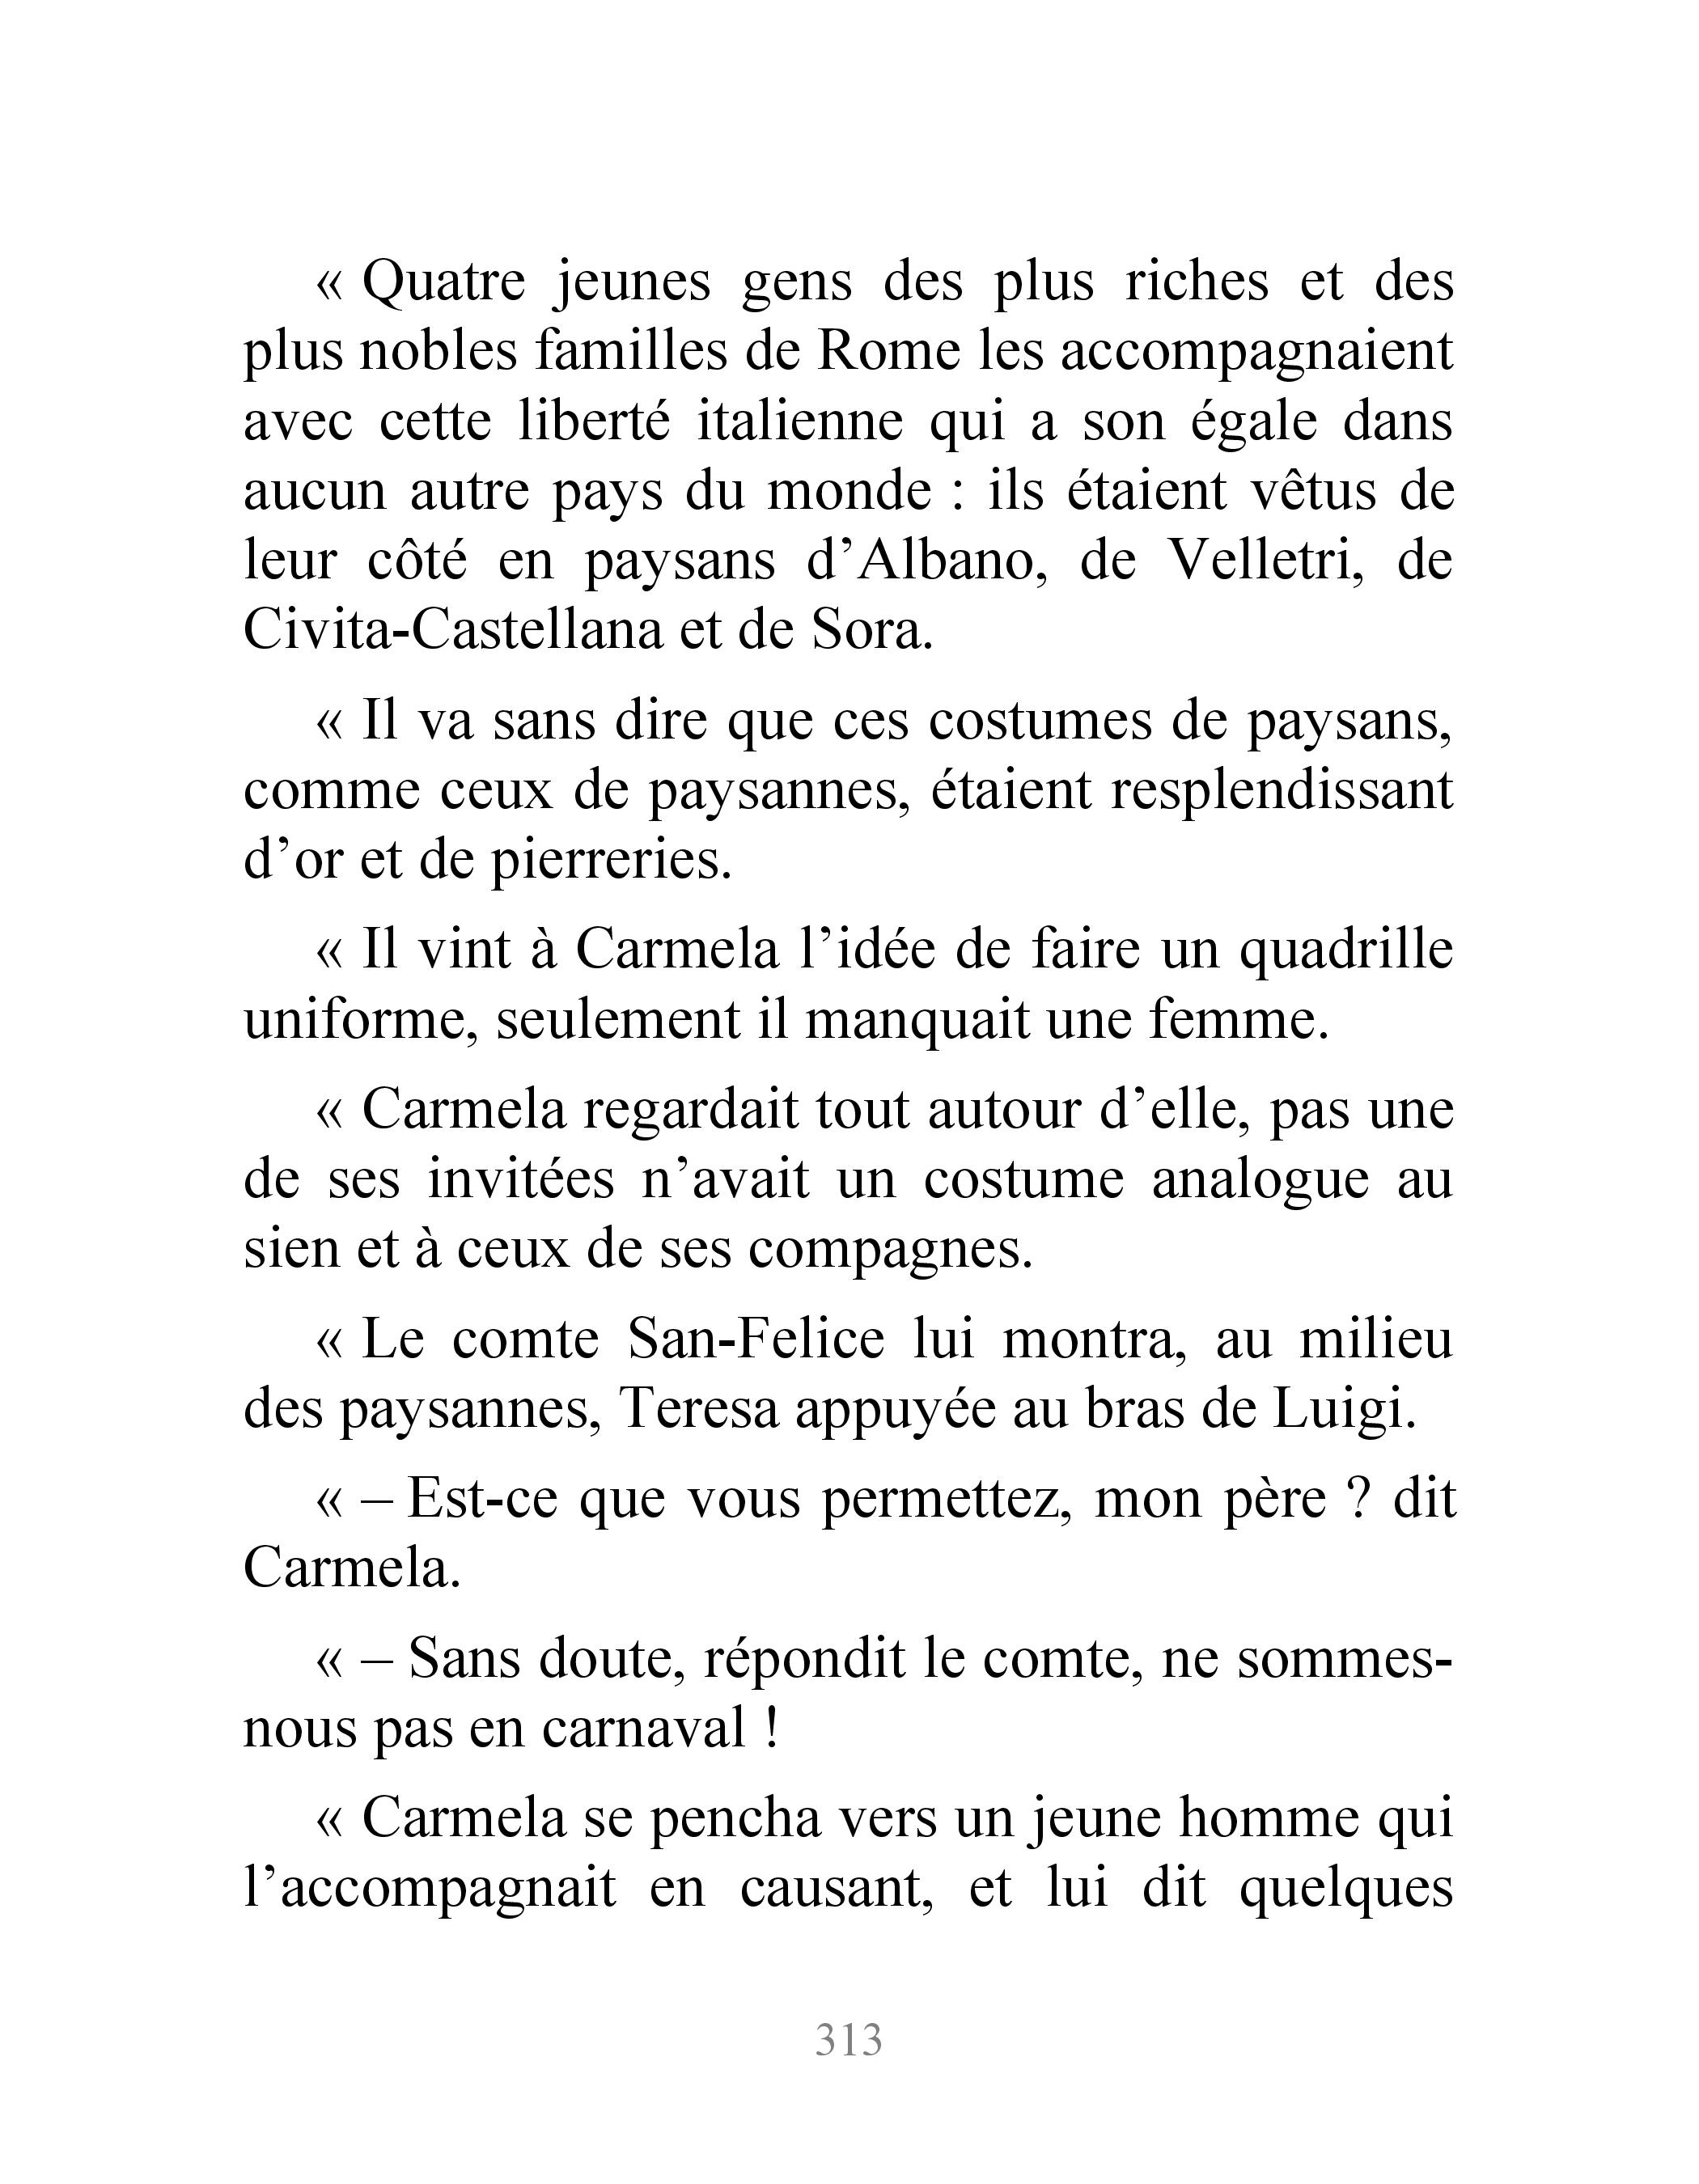 « Quatre jeunes gens des plus riches et des
plus nobles familles de Rome les accompagnaient
avec cette liberté italienne qui a son égale dans
aucun autre pays du monde : ils étaient vêtus de
leur côté en paysans d’Albano, de Velletri, de
Civita-Castellana et de Sora.
« Il va sans dire que ces costumes de paysans,
comme ceux de paysannes, étaient resplendissant
d’or et de pierreries.
« Il vint à Carmela l’idée de faire un quadrille
uniforme, seulement il manquait une femme.
« Carmela regardait tout autour d’elle, pas une
de ses invitées n’avait un costume analogue au
sien et à ceux de ses compagnes.
« Le comte San-Felice lui montra, au milieu
des paysannes, Teresa appuyée au bras de Luigi.
« – Est-ce que vous permettez, mon père ? dit
Carmela.
« – Sans doute, répondit le comte, ne sommes-
nous pas en carnaval !
« Carmela se pencha vers un jeune homme qui
l’accompagnait en causant, et lui dit quelques
313